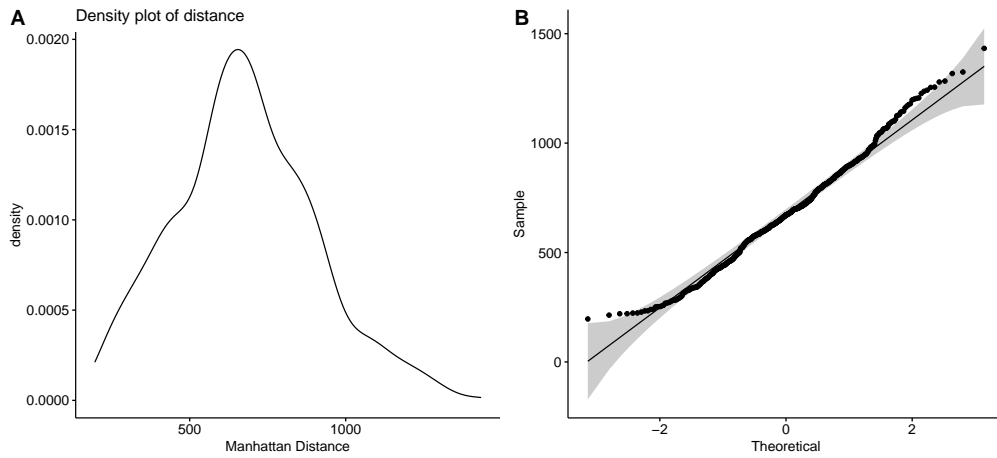 A
Density plot of distance
0.0020
0.0015
0.0010
0.0005
0.0000
density
500
1000
Manhattan Distance
B
1500
1000
500
0
Sample
−2
0
2
Theoretical